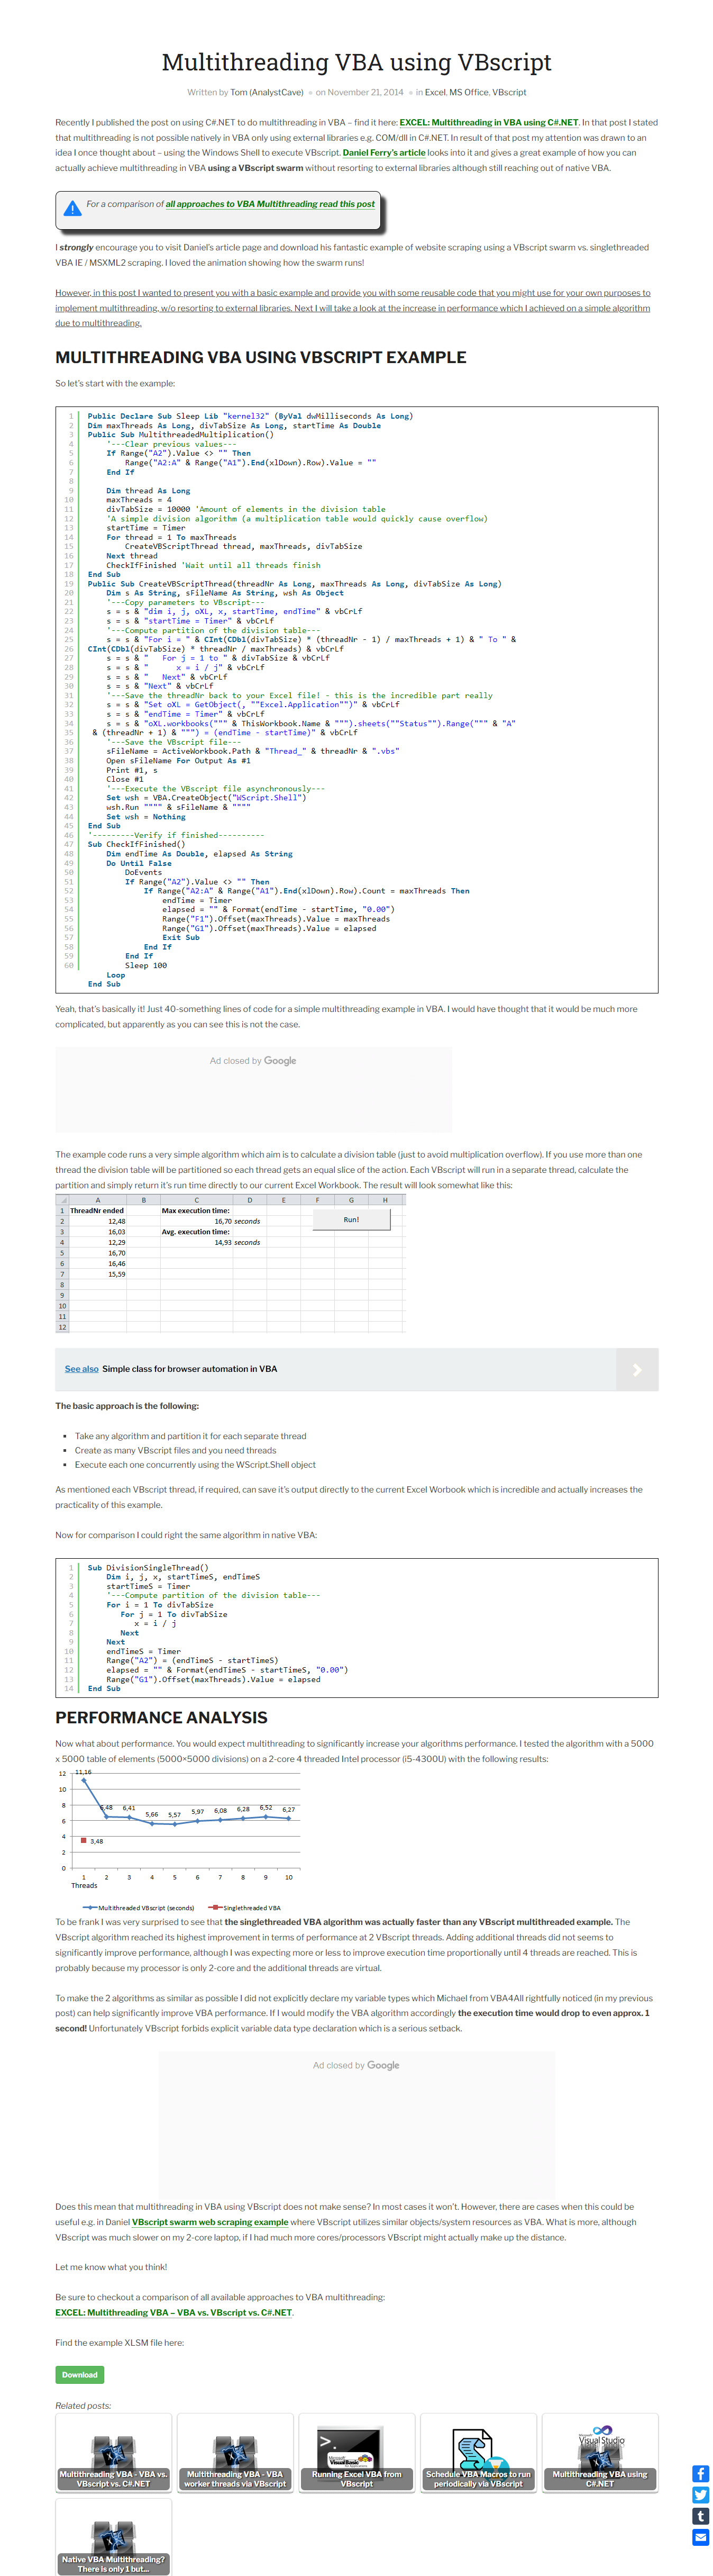 Multithreading VBA using VBscript
Written by Tom (AnalystCave) on November 21, 2014 in Excel, MS Office, VBscript
Recently I published the post on using C#.NET to do multithreading in VBA – find it here: EXCEL: Multithreading in VBA using C#.NET. In that post I stated
that multithreading is not possible natively in VBA only using external libraries e.g. COM/dll in C#.NET. In result of that post my attention was drawn to an
idea I once thought about – using the Windows Shell to execute VBscript. Daniel Ferry's article looks into it and gives a great example of how you can
actually achieve multithreading in VBA using a VBscript swarm without resorting to external libraries although still reaching out of native VBA.
For a comparison of all approaches to VBA Multithreading read this post
I strongly encourage you to visit Daniel's article page and download his fantastic example of website scraping using a VBscript swarm vs. singlethreaded
VBA IE / MSXML2 scraping. I loved the animation showing how the swarm runs!
However, in this post I wanted to present you with a basic example and provide you with some reusable code that you might use for your own purposes to
implement multithreading, w/o resorting to external libraries. Next I will take a look at the increase in performance which I achieved on a simple algorithm
due to multithreading.
MULTITHREADING VBA USING VBSCRIPT EXAMPLE
So let's start with the example:
1 Public Declare Sub Sleep Lib "kernel32" (ByVal dwMilliseconds As Long)
2 Dim maxThreads As Long, divTabSize As Long, startTime As Double
3 Public Sub MultithreadedMultiplication()
4 '---Clear previous values---
5 If Range("A2").Value <> "" Then
6 Range("A2:A" & Range("A1").End(xlDown).Row).Value = ""
7 End If
8
9 Dim thread As Long
10 maxThreads = 4
11 divTabSize = 10000 'Amount of elements in the division table
12 'A simple division algorithm (a multiplication table would quickly cause overflow)
13 startTime = Timer
14 For thread = 1 To maxThreads
15 CreateVBScriptThread thread, maxThreads, divTabSize
16 Next thread
17 CheckIfFinished 'Wait until all threads finish
18 End Sub
19 Public Sub CreateVBScriptThread(threadNr As Long, maxThreads As Long, divTabSize As Long)
20 Dim s As String, sFileName As String, wsh As Object
21 '---Copy parameters to VBscript---
22 s = s & "dim i, j, oXL, x, startTime, endTime" & vbCrLf
23 s = s & "startTime = Timer" & vbCrLf
24 '---Compute partition of the division table---
25 s = s & "For i = " & CInt(CDbl(divTabSize) * (threadNr - 1) / maxThreads + 1) & " To " &
26 CInt(CDbl(divTabSize) * threadNr / maxThreads) & vbCrLf
27 s = s & "   For j = 1 to " & divTabSize & vbCrLf
28 s = s & "      x = i / j" & vbCrLf
29 s = s & "   Next" & vbCrLf
30 s = s & "Next" & vbCrLf
31 '---Save the threadNr back to your Excel file! - this is the incredible part really
32 s = s & "Set oXL = GetObject(, ""Excel.Application"")" & vbCrLf
33 s = s & "endTime = Timer" & vbCrLf
34 s = s & "oXL.workbooks(""" & ThisWorkbook.Name & """).sheets(""Status"").Range(""" & "A"
35 & (threadNr + 1) & """) = (endTime - startTime)" & vbCrLf
36 '---Save the VBscript file---
37 sFileName = ActiveWorkbook.Path & "Thread_" & threadNr & ".vbs"
38 Open sFileName For Output As #1
39 Print #1, s
40 Close #1
41 '---Execute the VBscript file asynchronously---
42 Set wsh = VBA.CreateObject("WScript.Shell")
43 wsh.Run """" & sFileName & """"
44 Set wsh = Nothing
45 End Sub
46 '---------Verify if finished----------
47 Sub CheckIfFinished()
48 Dim endTime As Double, elapsed As String
49 Do Until False
50 DoEvents
51 If Range("A2").Value <> "" Then
52 If Range("A2:A" & Range("A1").End(xlDown).Row).Count = maxThreads Then
53 endTime = Timer
54 elapsed = "" & Format(endTime - startTime, "0.00")
55 Range("F1").Offset(maxThreads).Value = maxThreads
56 Range("G1").Offset(maxThreads).Value = elapsed
57 Exit Sub
58 End If
59 End If
60 Sleep 100
Loop
End Sub
Yeah, that's basically it! Just 40-something lines of code for a simple multithreading example in VBA. I would have thought that it would be much more
complicated, but apparently as you can see this is not the case.
Ad closed by Google
The example code runs a very simple algorithm which aim is to calculate a division table (just to avoid multiplication overflow). If you use more than one
thread the division table will be partitioned so each thread gets an equal slice of the action. Each VBscript will run in a separate thread, calculate the
partition and simply return it's run time directly to our current Excel Workbook. The result will look somewhat like this:
A B C D E F G H
1 ThreadNr ended Max execution time:
2 12,48 16,70 seconds Run!
3 16,03 Avg. execution time:
4 12,29 14,93 seconds
5 16,70
6 16,46
7 15,59
8
9
10
11
12
See also Simple class for browser automation in VBA
The basic approach is the following:
Take any algorithm and partition it for each separate thread
Create as many VBscript files and you need threads
Execute each one concurrently using the WScript.Shell object
As mentioned each VBscript thread, if required, can save it's output directly to the current Excel Worbook which is incredible and actually increases the
practicality of this example.
Now for comparison I could right the same algorithm in native VBA:
1 Sub DivisionSingleThread()
2 Dim i, j, x, startTimeS, endTimeS
3 startTimeS = Timer
4 '---Compute partition of the division table---
5 For i = 1 To divTabSize
6 For j = 1 To divTabSize
7 x = i / j
8 Next
9 Next
10 endTimeS = Timer
11 Range("A2") = (endTimeS - startTimeS)
12 elapsed = "" & Format(endTimeS - startTimeS, "0.00")
13 Range("G1").Offset(maxThreads).Value = elapsed
14 End Sub
PERFORMANCE ANALYSIS
Now what about performance. You would expect multithreading to significantly increase your algorithms performance. I tested the algorithm with a 5000
x 5000 table of elements (5000×5000 divisions) on a 2-core 4 threaded Intel processor (i5-4300U) with the following results:
12 11,16
10
8 6,48 6,41 5,66 5,57 5,97 6,08 6,28 6,52 6,27
6
4 3,48
2
0
1 2 3 4 5 6 7 8 9 10
Threads
Multithreaded VBscript (seconds) Singlethreaded VBA
To be frank I was very surprised to see that the singlethreaded VBA algorithm was actually faster than any VBscript multithreaded example. The
VBscript algorithm reached its highest improvement in terms of performance at 2 VBscript threads. Adding additional threads did not seems to
significantly improve performance, although I was expecting more or less to improve execution time proportionally until 4 threads are reached. This is
probably because my processor is only 2-core and the additional threads are virtual.
To make the 2 algorithms as similar as possible I did not explicitly declare my variable types which Michael from VBA4All rightfully noticed (in my previous
post) can help significantly improve VBA performance. If I would modify the VBA algorithm accordingly the execution time would drop to even approx. 1
second! Unfortunately VBscript forbids explicit variable data type declaration which is a serious setback.
Ad closed by Google
Does this mean that multithreading in VBA using VBscript does not make sense? In most cases it won't. However, there are cases when this could be
useful e.g. in Daniel VBscript swarm web scraping example where VBscript utilizes similar objects/system resources as VBA. What is more, although
VBscript was much slower on my 2-core laptop, if I had much more cores/processors VBscript might actually make up the distance.
Let me know what you think!
Be sure to checkout a comparison of all available approaches to VBA multithreading:
EXCEL: Multithreading VBA – VBA vs. VBscript vs. C#.NET.
Find the example XLSM file here:
Download
Related posts:
Multithreading VBA - VBA vs. VBscript vs. C#.NET
Multithreading VBA - VBA worker threads via VBscript
Running Excel VBA from VBscript
Schedule VBA Macros to run periodically via VBscript
Visual Studio
Multithreading VBA using C#.NET
Native VBA Multithreading? There is only 1 but...